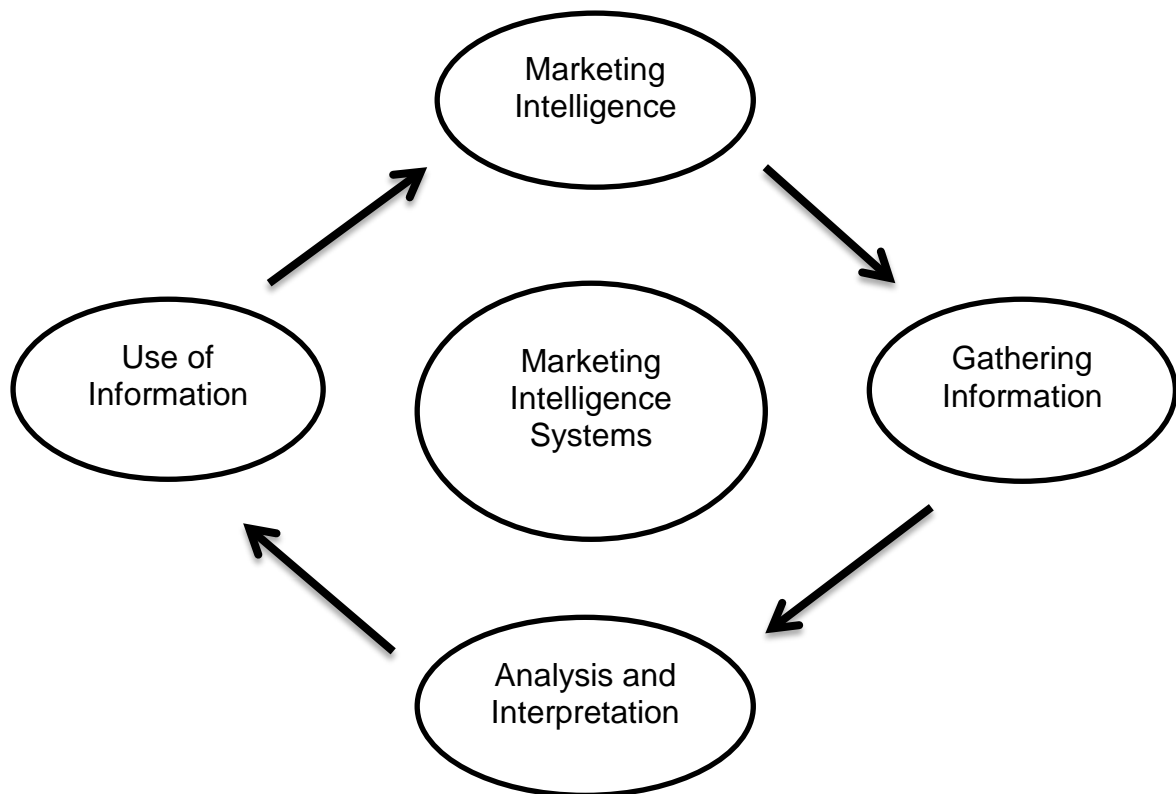 Marketing
Intelligence
Use of
Information
Marketing
Intelligence
Systems
Gathering
Information
Analysis and
Interpretation